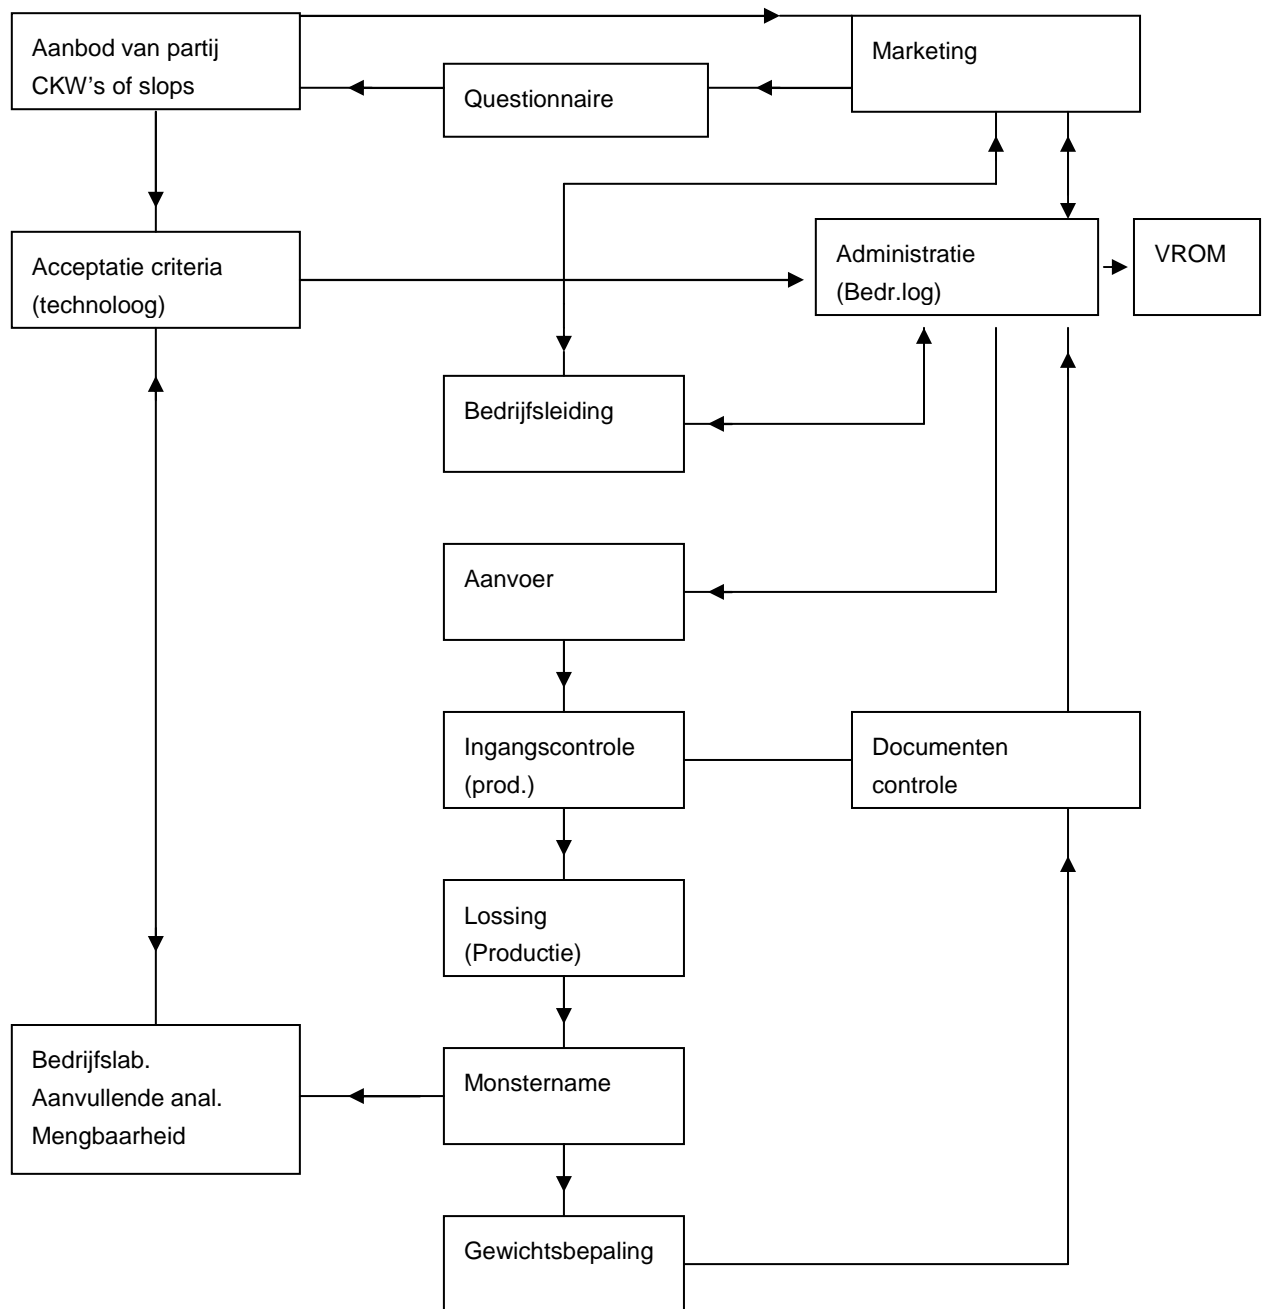 Aanbod van partij
CKW's of slops
Marketing
Questionnaire
Acceptatie criteria
(technoloog)
Administratie
(Bedr.log)
VROM
Bedrijfsleiding
Aanvoer
Ingangscontrole
(prod.)
Documenten
controle
Lossing
(Productie)
Bedrijfslab.
Aanvullende anal.
Mengbaarheid
Monstername
Gewichtsbepaling